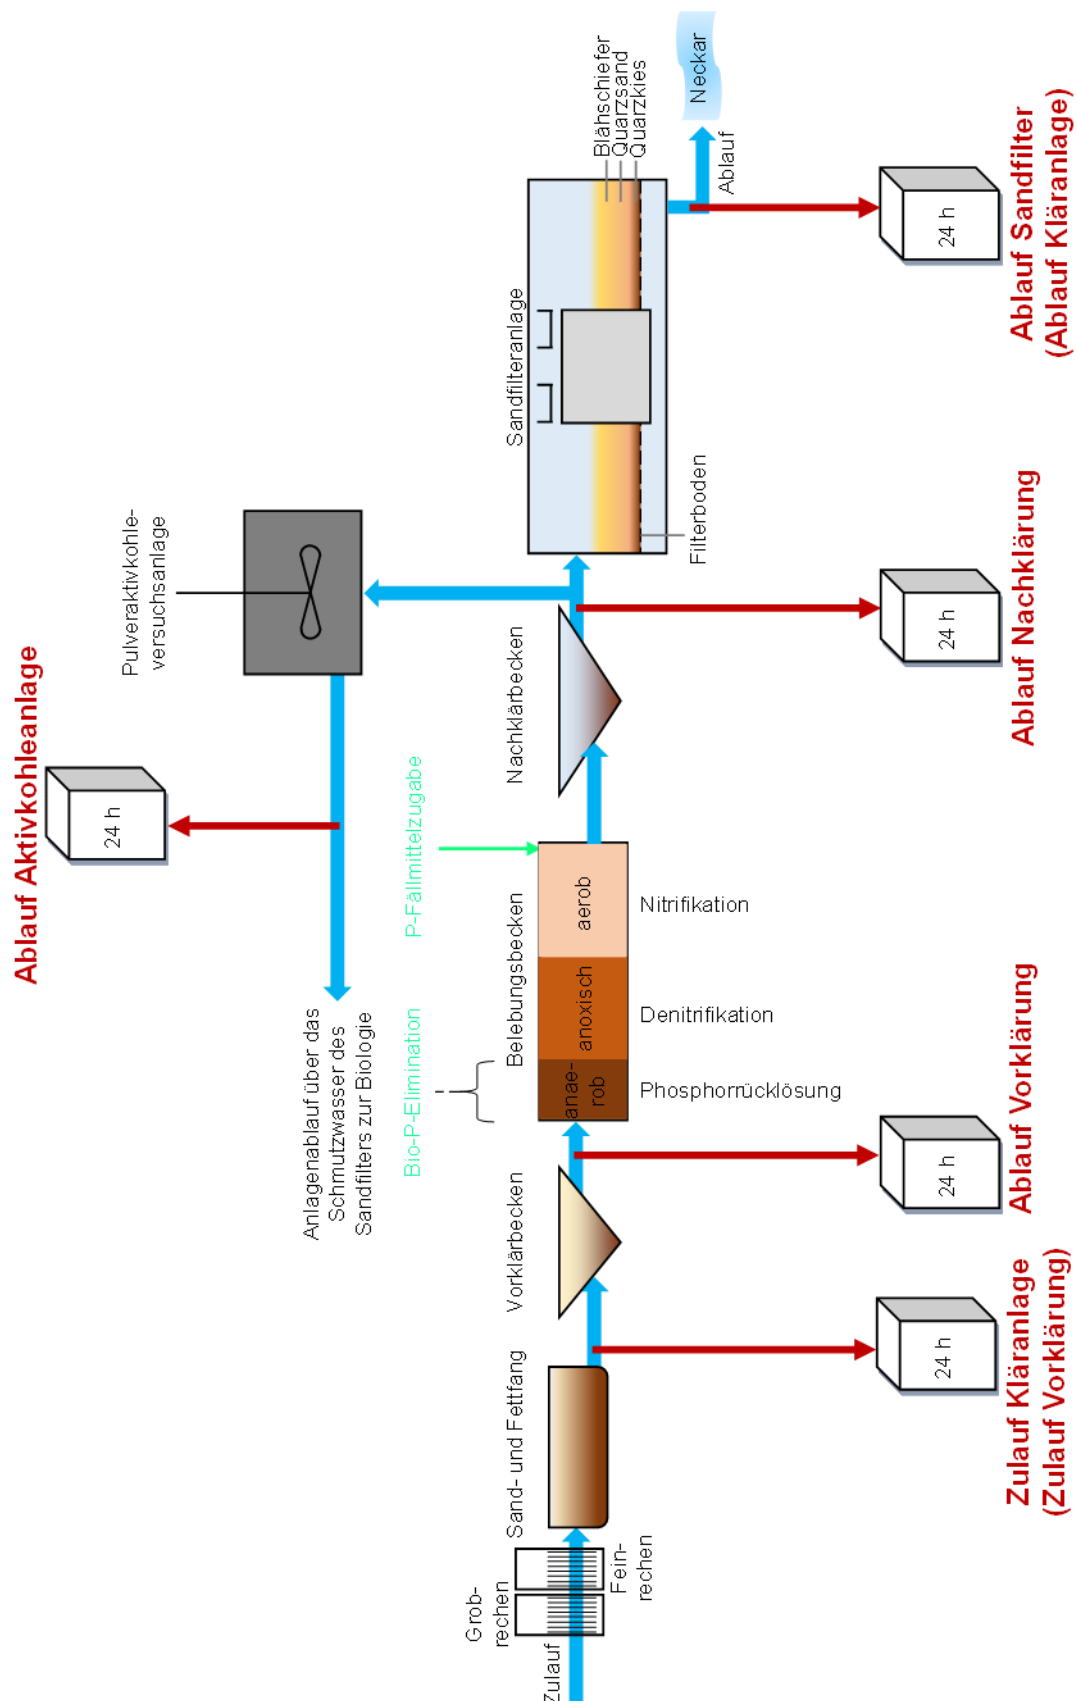 Ablauf Aktivkohleanlage
24 h
Pulveraktivkohle-
versuchsanlage
Anlagenablauf über das
Schmutzwasser des
Sandfilters zur Biologie
Bio-P-Elimination
P-Fällmittelzugabe
Zulauf
Grob-
rechen
Fein-
rechen
Sand- und Fettfang
Vorklärbecken
Belebungsbecken
anae-
rob
anoxisch
aerob
Phosphorrücklösung
Denitrifikation
Nitrifikation
Nachklärbecken
Sandfilteranlage
Blähschiefer
Quarzsand
Quarzkies
Filterboden
Ablauf
Neckar
24 h
Zulauf Kläranlage
(Zulauf Vorklärung)
24 h
Ablauf Vorklärung
24 h
Ablauf Nachklärung
24 h
Ablauf Sandfilter
(Ablauf Kläranlage)